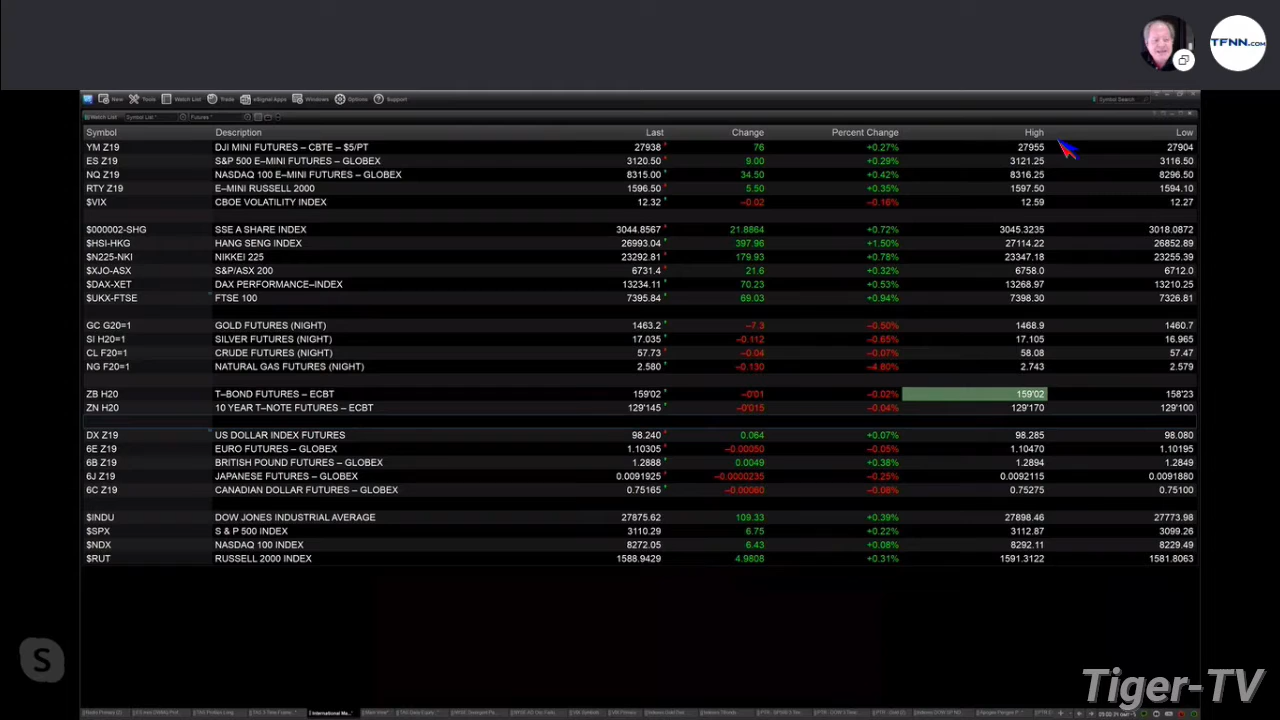 TFNN.COM
New Tools Watch List Trade eSignal Apps Windows Options Support Symbol Search
Watch List Symbol List * Futures *
Symbol Description Last Change Percent Change High Low
YM Z19 DJI MINI FUTURES – CBTE – $5/PT 27938 76 +0.27% 27955 27904
ES Z19 S&P 500 E–MINI FUTURES – GLOBEX 3120.50 9.00 +0.29% 3121.25 3116.50
NQ Z19 NASDAQ 100 E–MINI FUTURES – GLOBEX 8315.00 34.50 +0.42% 8316.25 8296.50
RTY Z19 E–MINI RUSSELL 2000 1596.50 5.50 +0.35% 1597.50 1594.10
$VIX CBOE VOLATILITY INDEX 12.32 –0.02 –0.16% 12.59 12.27
$000002-SHG SSE A SHARE INDEX 3044.8567 21.8864 +0.72% 3045.3235 3018.0872
$HSI-HKG HANG SENG INDEX 26993.04 397.96 +1.50% 27114.22 26852.89
$N225-NKI NIKKEI 225 23292.81 179.93 +0.78% 23347.18 23255.39
$XJO-ASX S&P/ASX 200 6731.4 21.6 +0.32% 6758.0 6712.0
$DAX-XET DAX PERFORMANCE–INDEX 13234.11 70.23 +0.53% 13268.97 13210.25
$UKX-FTSE FTSE 100 7395.84 69.03 +0.94% 7398.30 7326.81
GC G20=1 GOLD FUTURES (NIGHT) 1463.2 –7.3 –0.50% 1468.9 1460.7
SI H20=1 SILVER FUTURES (NIGHT) 17.035 –0.112 –0.65% 17.105 16.965
CL F20=1 CRUDE FUTURES (NIGHT) 57.73 –0.04 –0.07% 58.08 57.47
NG F20=1 NATURAL GAS FUTURES (NIGHT) 2.580 –0.130 –4.80% 2.743 2.579
ZB H20 T–BOND FUTURES – ECBT 159'02 –0'01 –0.02% 159'02 158'23
ZN H20 10 YEAR T–NOTE FUTURES – ECBT 129'145 –0'015 –0.04% 129'170 129'100
DX Z19 US DOLLAR INDEX FUTURES 98.240 0.064 +0.07% 98.285 98.080
6E Z19 EURO FUTURES – GLOBEX 1.10305 –0.00050 –0.05% 1.10470 1.10195
6B Z19 BRITISH POUND FUTURES – GLOBEX 1.2888 0.0049 +0.38% 1.2894 1.2849
6J Z19 JAPANESE FUTURES – GLOBEX 0.0091925 –0.0000235 –0.25% 0.0092115 0.0091880
6C Z19 CANADIAN DOLLAR FUTURES – GLOBEX 0.75165 –0.00060 –0.08% 0.75275 0.75100
$INDU DOW JONES INDUSTRIAL AVERAGE 27875.62 109.33 +0.39% 27898.46 27773.98
$SPX S & P 500 INDEX 3110.29 6.75 +0.22% 3112.87 3099.26
$NDX NASDAQ 100 INDEX 8272.05 6.43 +0.08% 8292.11 8229.49
$RUT RUSSELL 2000 INDEX 1588.9429 4.9808 +0.31% 1591.3122 1581.8063
S
Tiger-TV
International Ma...